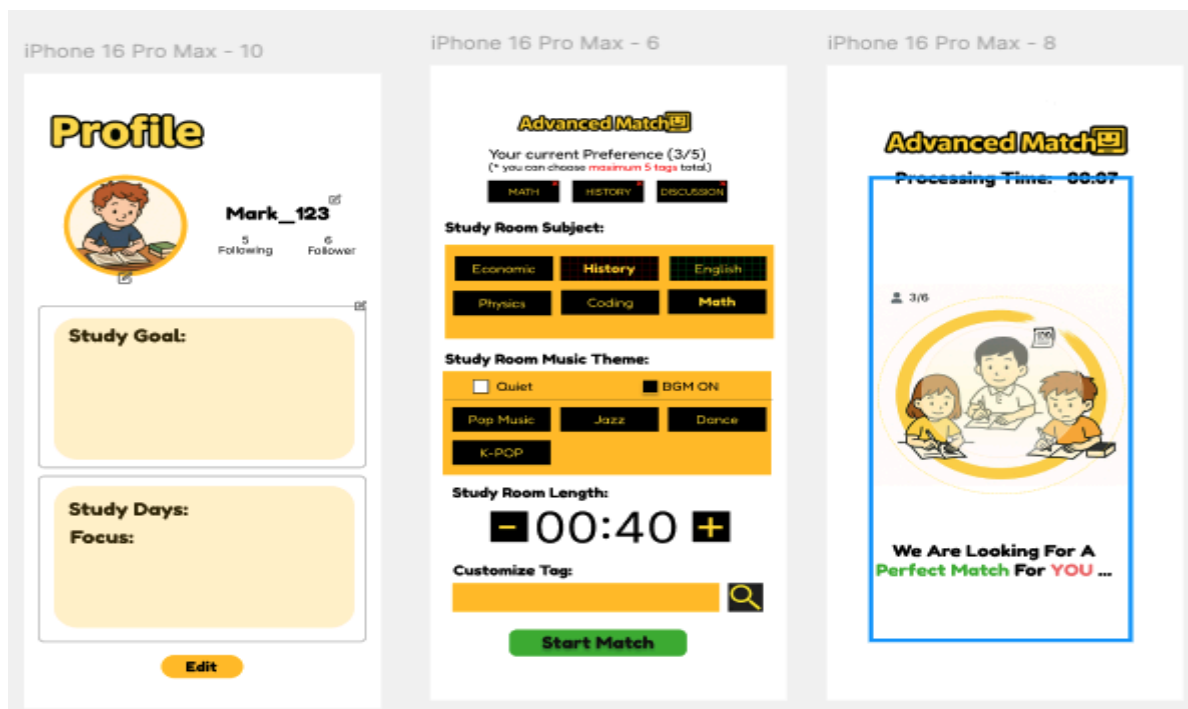 iPhone 16 Pro Max - 10
Profile
Mark_123
5 6
Following Follower
Study Goal:
Study Days:
Focus:
Edit
iPhone 16 Pro Max - 6
Advanced Match
Your current Preference (3/5)
(* you can choose maximum 5 tags total.)
MATH HISTORY DISCUSSION
Study Room Subject:
Economic History English
Physics Coding Math
Study Room Music Theme:
Quiet BGM ON
Pop Music Jazz Dance
K-POP
Study Room Length:
- 00:40 +
Customize Tag:
Start Match
iPhone 16 Pro Max - 8
Advanced Match
Processing Time: 00:07
3/6
We Are Looking For A
Perfect Match For YOU ...